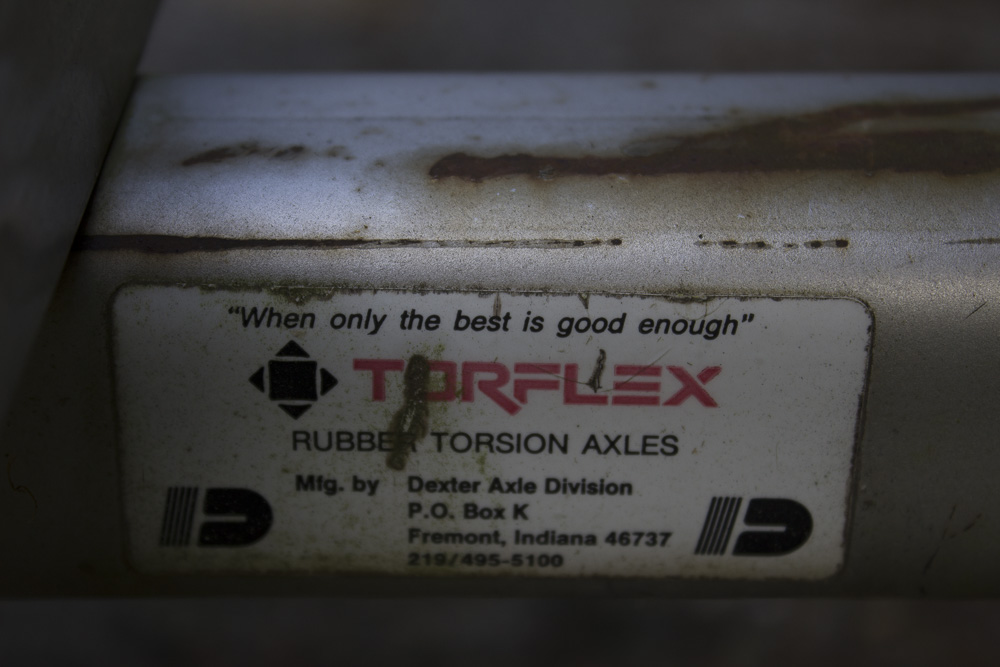 "When only the best is good enough"
TORFLEX
RUBBER TORSION AXLES
Mfg. by Dexter Axle Division
P.O. Box K
Fremont, Indiana 46737
219/495-5100